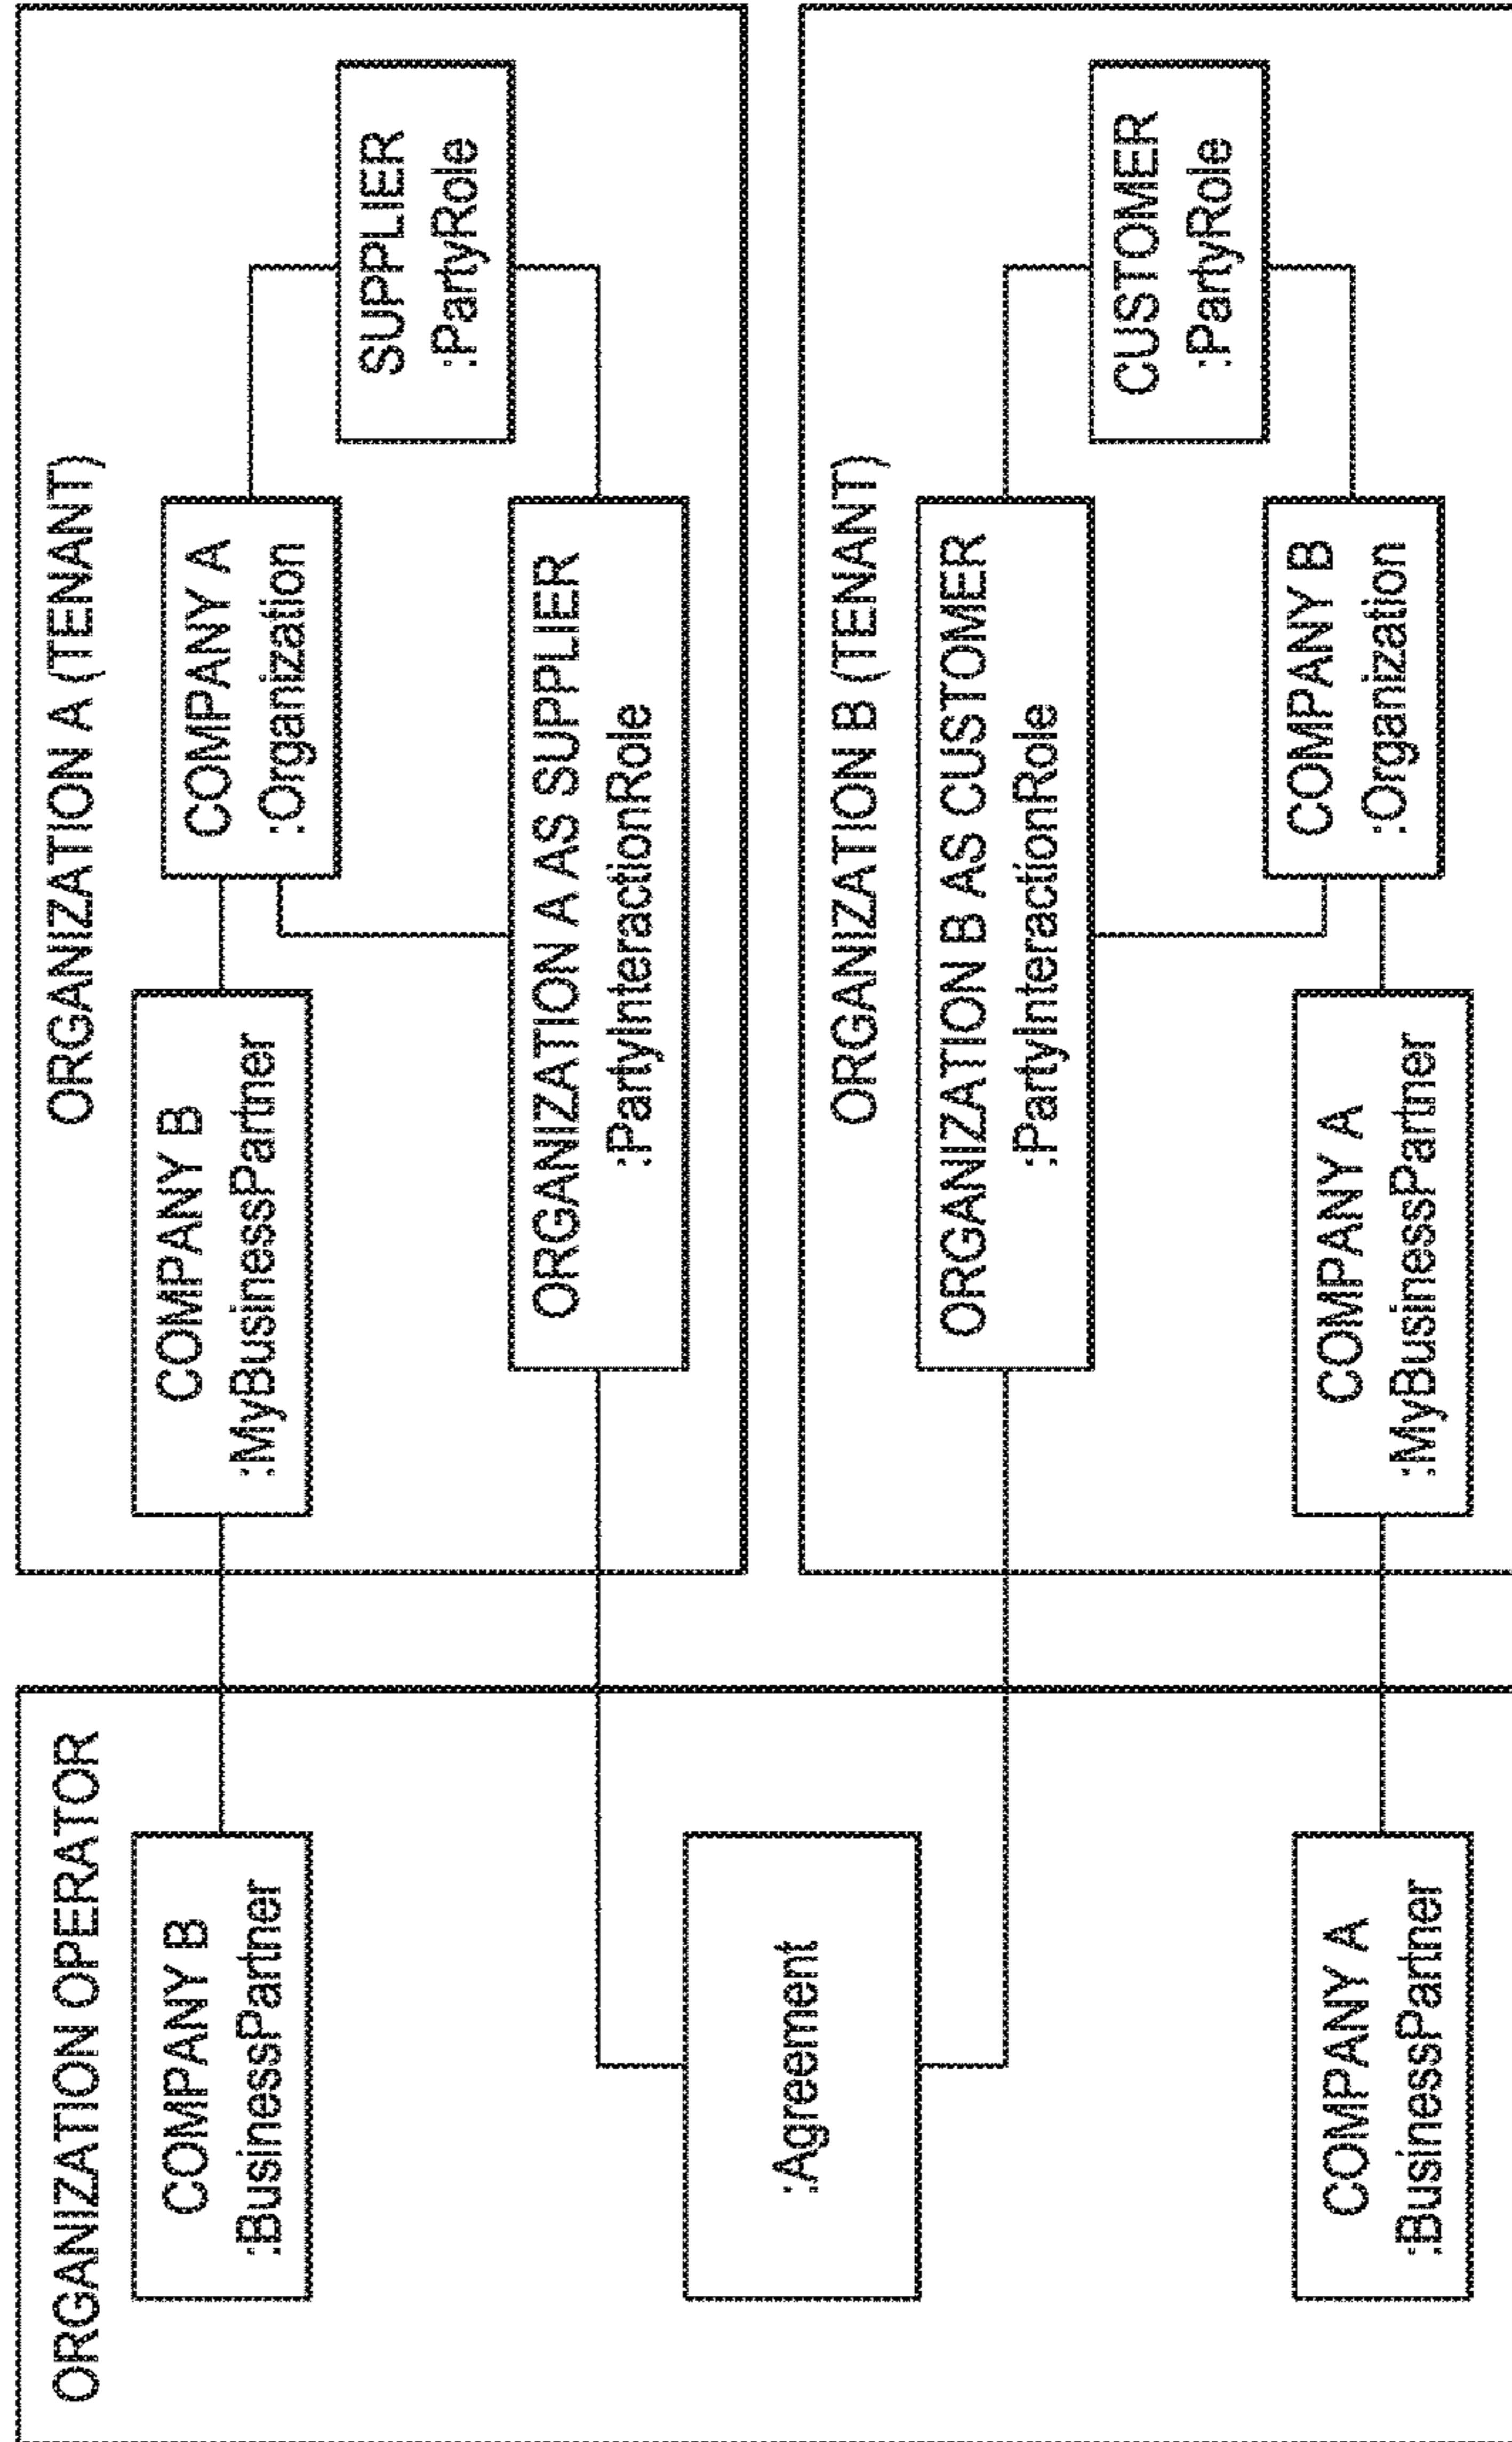 ORGANIZATION OPERATOR
COMPANY B
:BusinessPartner
:Agreement
COMPANY A
:BusinessPartner
ORGANIZATION A (TENANT)
COMPANY B
:MyBusinessPartner
COMPANY A
:Organization
SUPPLIER
:PartyRole
ORGANIZATION A AS SUPPLIER
:PartyInteractionRole
ORGANIZATION B (TENANT)
ORGANIZATION B AS CUSTOMER
:PartyInteractionRole
CUSTOMER
:PartyRole
COMPANY A
:MyBusinessPartner
COMPANY B
:Organization